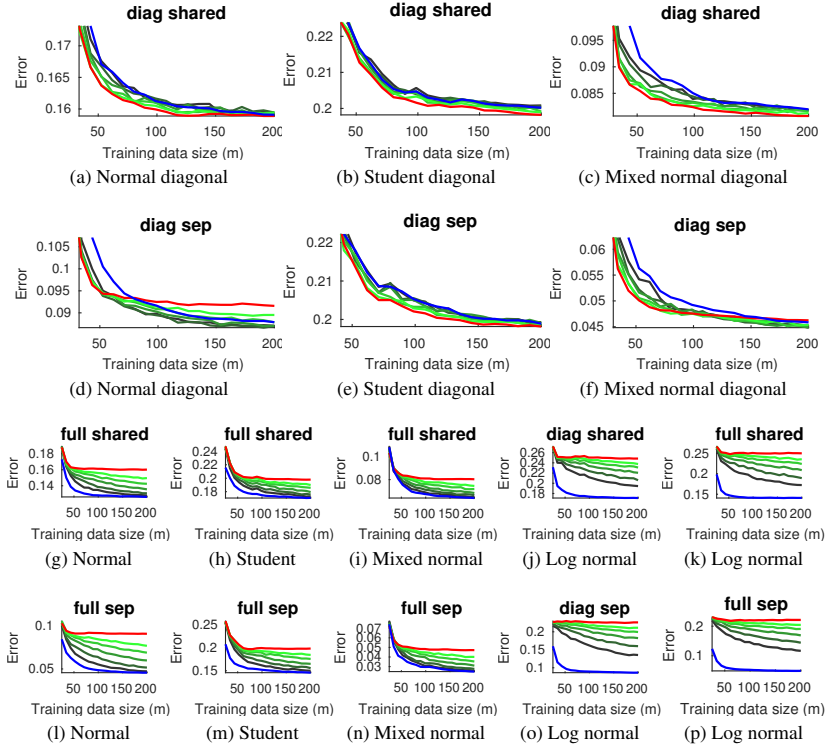 diag shared diag shared diag shared
Error 0.17 0.165 0.16 50 100 150 200
Error 0.22 0.21 0.2 50 100 150 200
Error 0.095 0.09 0.085 50 100 150 200
Training data size (m) Training data size (m) Training data size (m)
(a) Normal diagonal (b) Student diagonal (c) Mixed normal diagonal
diag sep diag sep diag sep
Error 0.105 0.1 0.095 0.09 50 100 150 200
Error 0.22 0.21 0.2 50 100 150 200
Error 0.06 0.055 0.05 0.045 50 100 150 200
Training data size (m) Training data size (m) Training data size (m)
(d) Normal diagonal (e) Student diagonal (f) Mixed normal diagonal
full shared full shared full shared diag shared full shared
Error 0.18 0.16 0.14 50 100 150 200
Error 0.24 0.22 0.2 0.18 50 100 150 200
Error 0.1 0.08 50 100 150 200
Error 0.26 0.24 0.22 0.2 0.18 50 100 150 200
Error 0.25 0.2 0.15 50 100 150 200
Training data size (m) Training data size (m) Training data size (m) Training data size (m) Training data size (m)
(g) Normal (h) Student (i) Mixed normal (j) Log normal (k) Log normal
full sep full sep full sep diag sep full sep
Error 0.1 0.05 50 100 150 200
Error 0.25 0.2 0.15 50 100 150 200
Error 0.07 0.06 0.05 0.04 0.03 50 100 150 200
Error 0.2 0.15 0.1 50 100 150 200
Error 0.2 0.1 50 100 150 200
Training data size (m) Training data size (m) Training data size (m) Training data size (m) Training data size (m)
(l) Normal (m) Student (n) Mixed normal (o) Log normal (p) Log normal